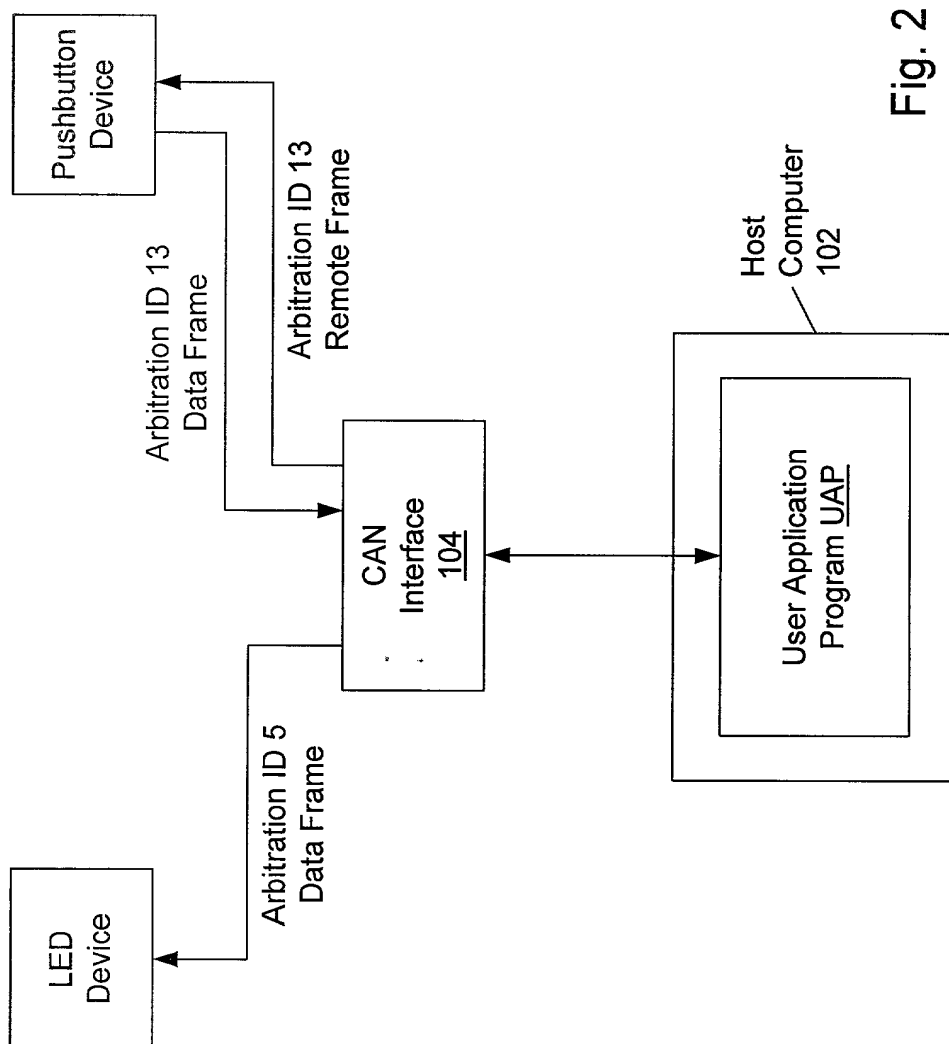 LED
Device
Pushbutton
Device
Arbitration ID 5
Data Frame
Arbitration ID 13
Data Frame
Arbitration ID 13
Remote Frame
CAN
Interface
104
User Application
Program UAP
Host
Computer
102
Fig. 2